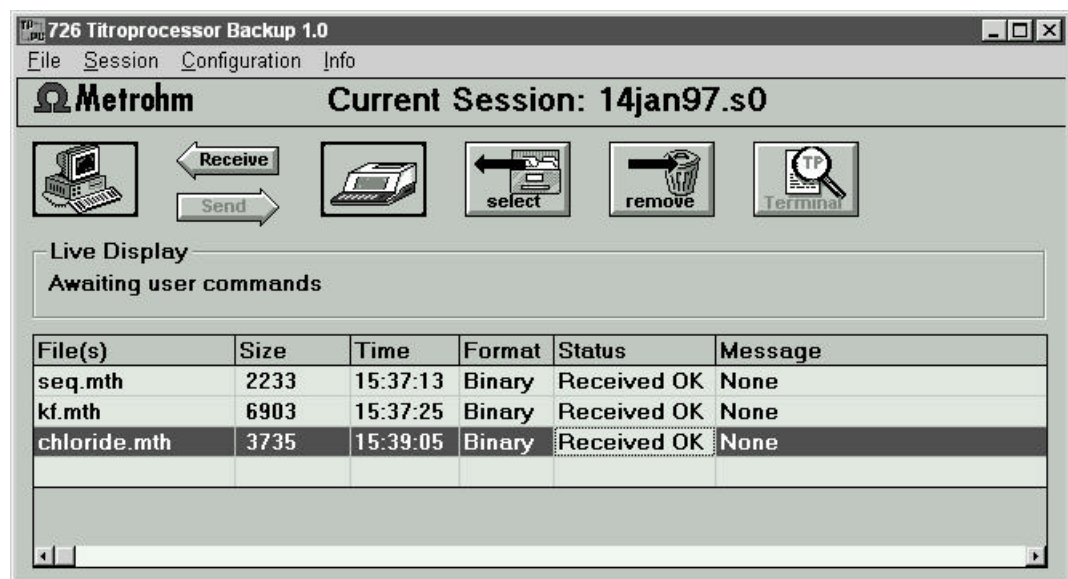 726 Titroprocessor Backup 1.0
File Session Configuration Info
Metrohm Current Session: 14jan97.s0
Receive
Send
select
remove
TP
Terminal
Live Display
Awaiting user commands
File(s) Size Time Format Status Message
seq.mth 2233 15:37:13 Binary Received OK None
kf.mth 6903 15:37:25 Binary Received OK None
chloride.mth 3735 15:39:05 Binary Received OK None